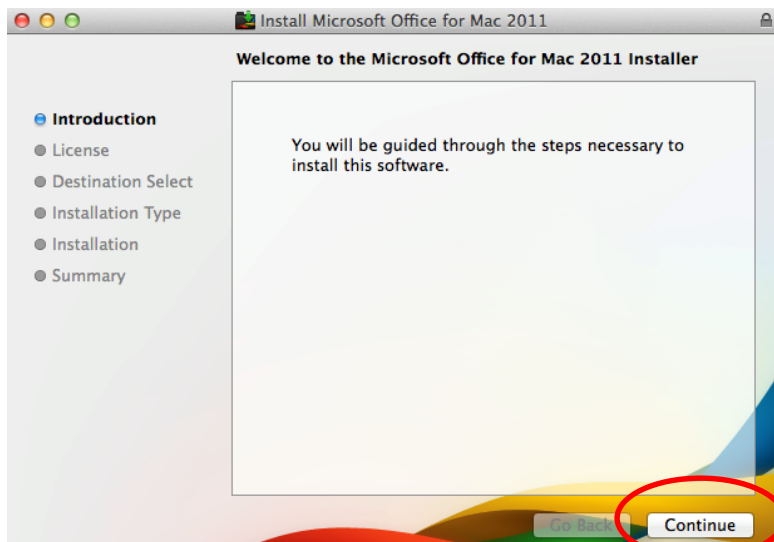 Install Microsoft Office for Mac 2011
Welcome to the Microsoft Office for Mac 2011 Installer
Introduction
License
Destination Select
Installation Type
Installation
Summary
You will be guided through the steps necessary to
install this software.
Go Back
Continue